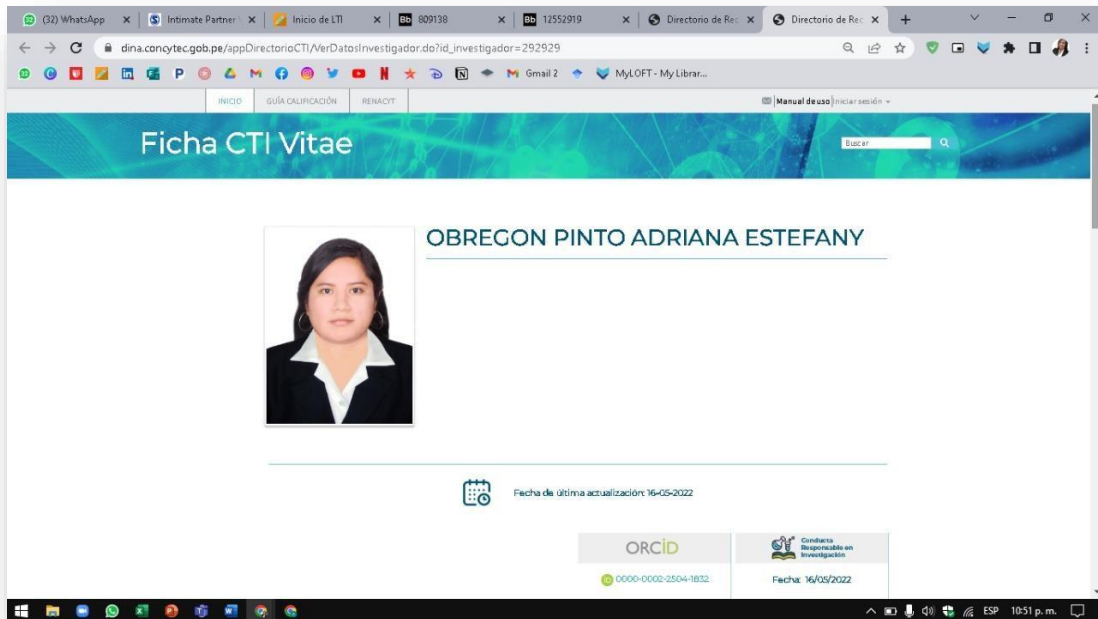 (32) WhatsApp
Intimate Partner
Inicio de LTI
Bb 809138
Bb 12552919
Directorio de Rec
Directorio de Rec
dina.concytec.gob.pe/appDirectorioCTI/VerDatosInvestigador.do?id_investigador=292929
Gmail 2
MyLOFT - My Librar...
INICIO
GUÍA CALIFICACIÓN
RENACYT
Manual de uso | Iniciar sesión
Ficha CTI Vitae
Buscar
OBREGON PINTO ADRIANA ESTEFANY
Fecha de última actualización: 16-05-2022
ORCID
Conducta
Responsable en
Investigación
iD 0000-0002-2504-1832
Fecha: 16/05/2022
ESP 10:51 p. m.